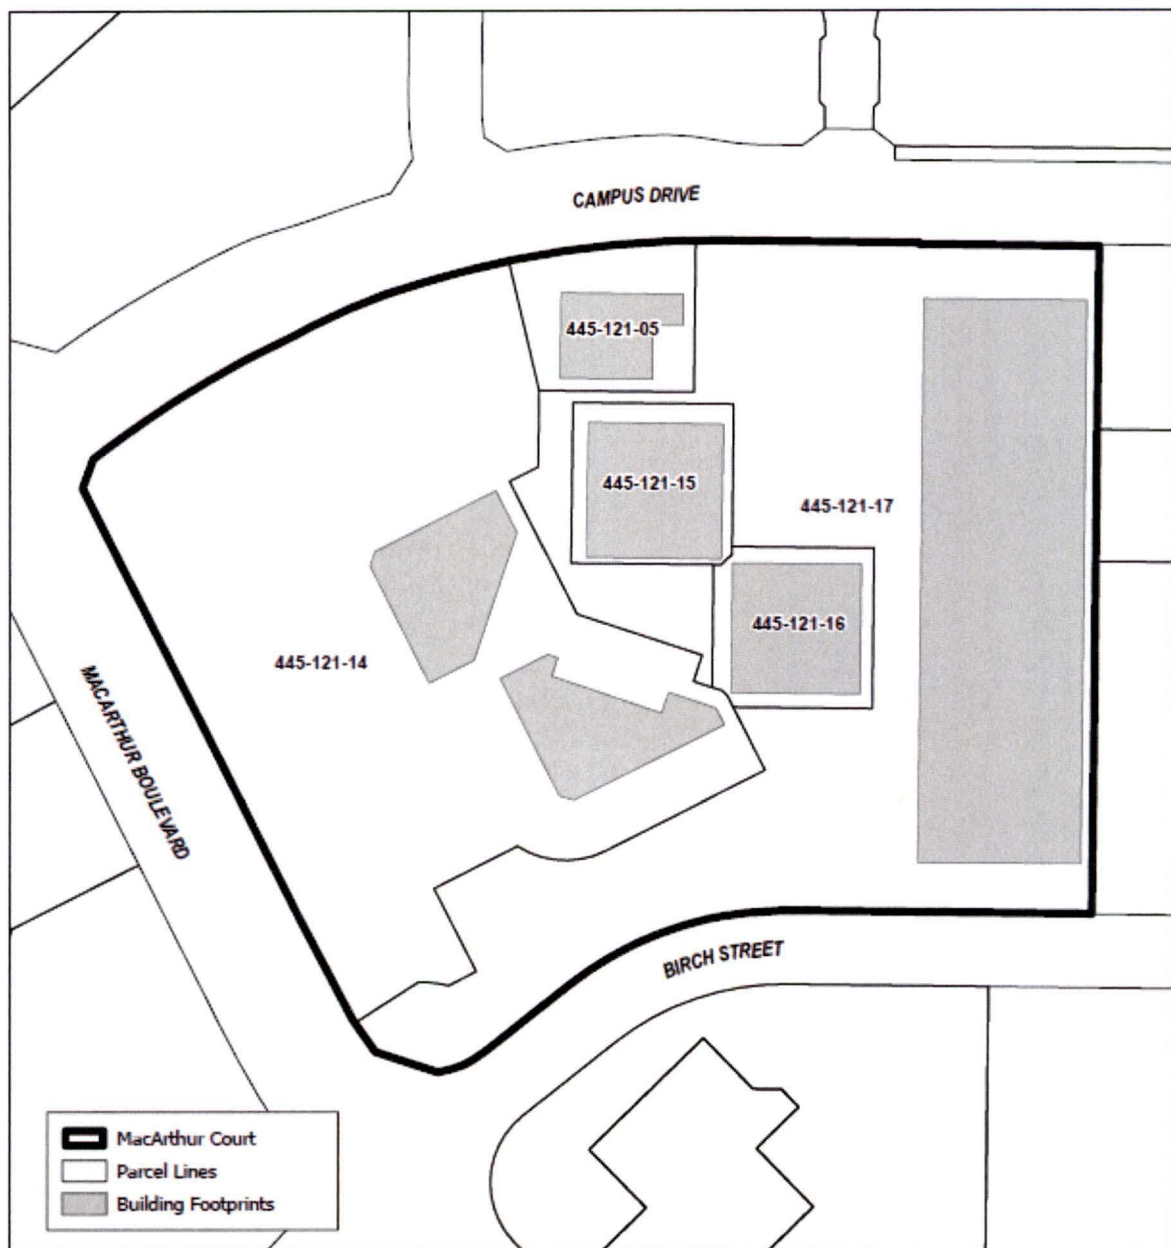 CAMPUS DRIVE
445-121-05
445-121-15
445-121-17
445-121-16
445-121-14
MACARTHUR BOULEVARD
BIRCH STREET
MacArthur Court
Parcel Lines
Building Footprints